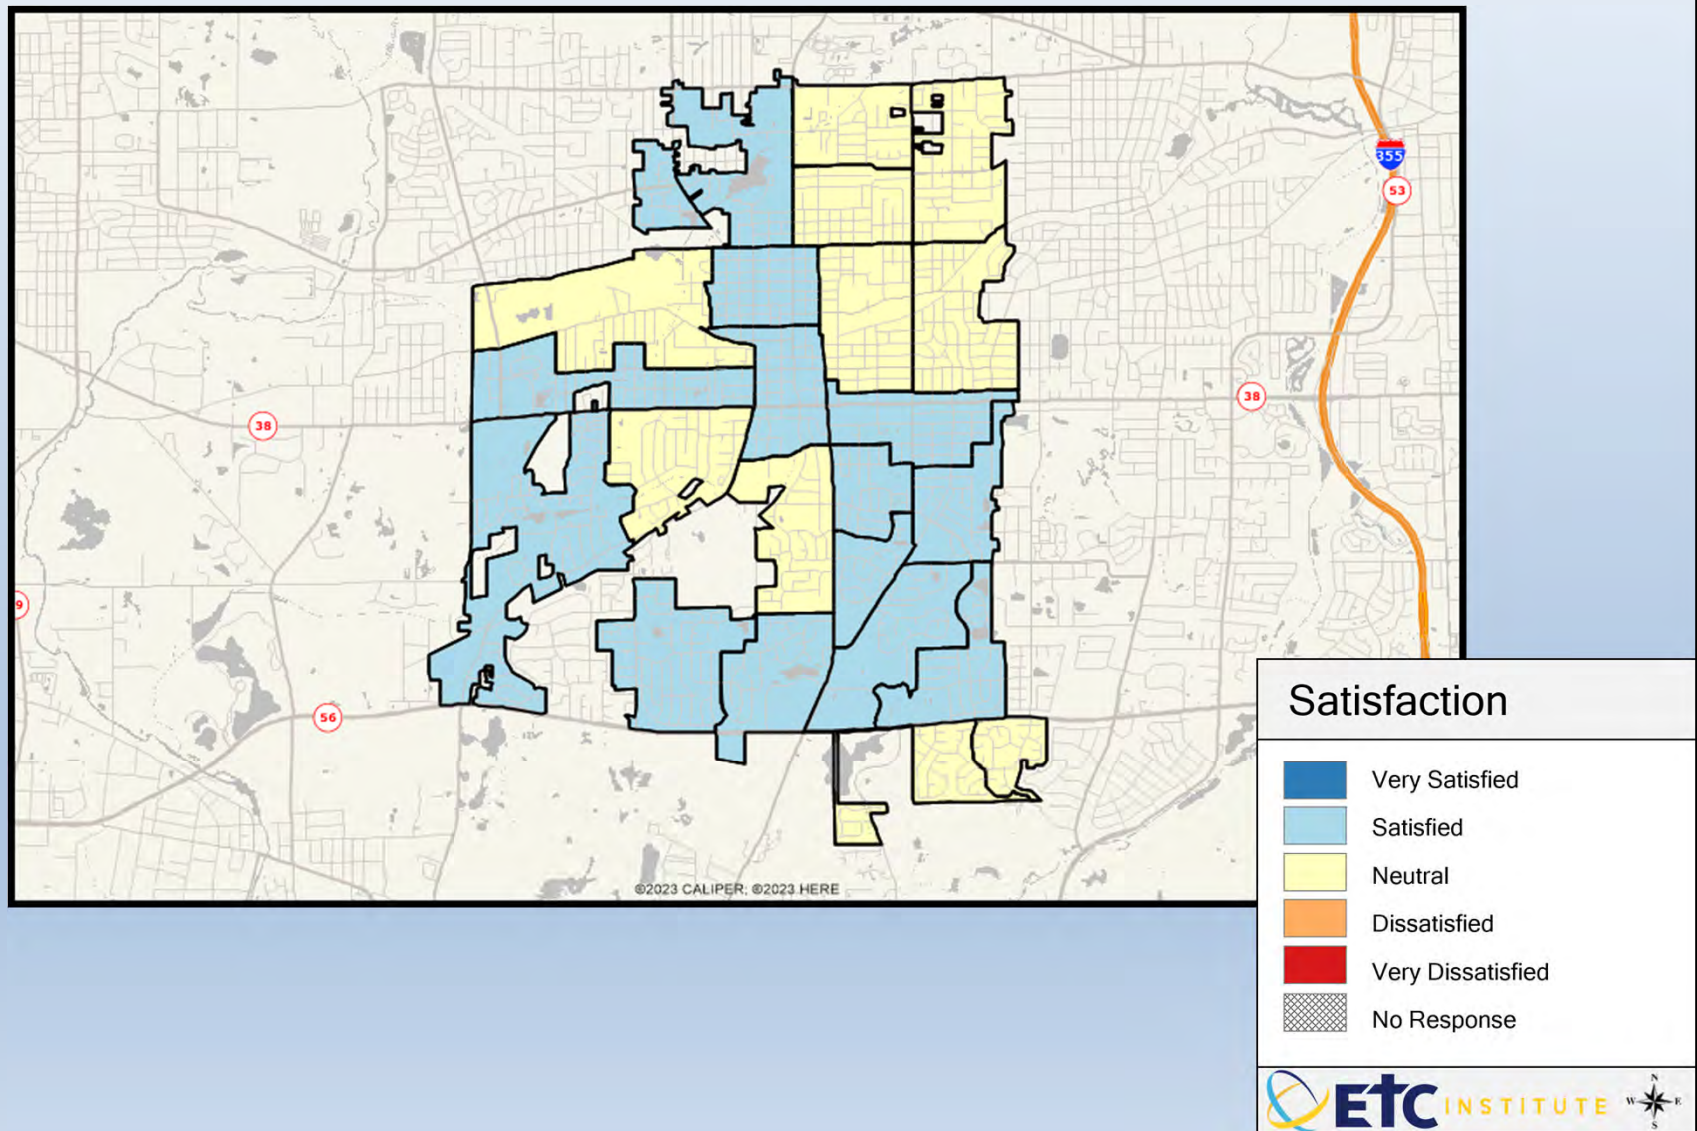 355
53
38
38
9
56
©2023 CALIPER; ©2023 HERE
Satisfaction
Very Satisfied
Satisfied
Neutral
Dissatisfied
Very Dissatisfied
No Response
ETC INSTITUTE
N
W E
S